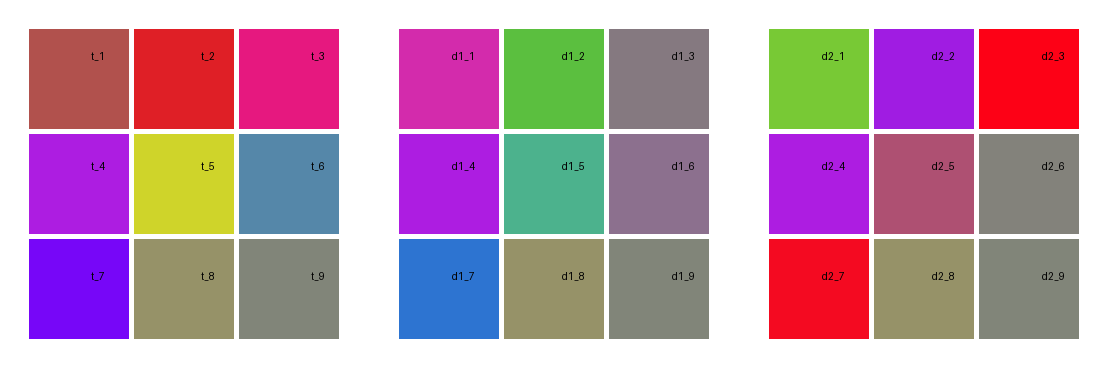 t_1 t_2 t_3 d1_1 d1_2 d1_3 d2_1 d2_2 d2_3
t_4 t_5 t_6 d1_4 d1_5 d1_6 d2_4 d2_5 d2_6
t_7 t_8 t_9 d1_7 d1_8 d1_9 d2_7 d2_8 d2_9